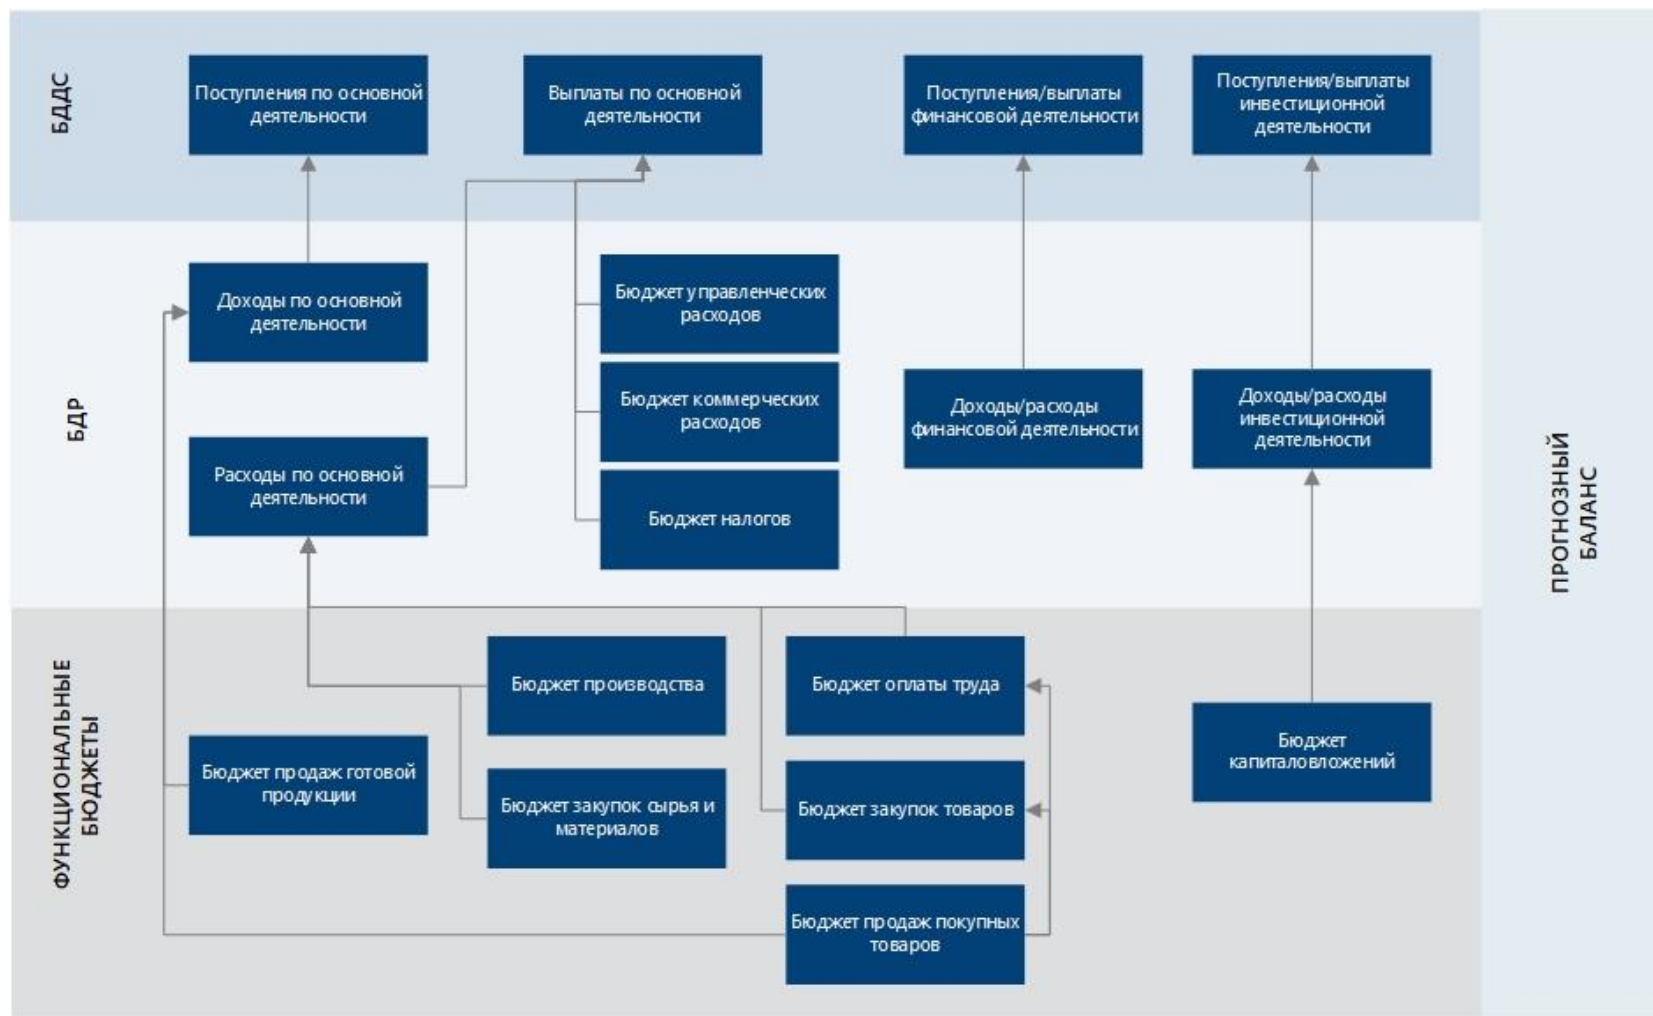 БДДС
Поступления по основной
деятельности
Выплаты по основной
деятельности
Поступления/выплаты
финансовой деятельности
Поступления/выплаты
инвестиционной
деятельности
БДР
Доходы по основной
деятельности
Расходы по основной
деятельности
Бюджет управленческих
расходов
Бюджет коммерческих
расходов
Бюджет налогов
Доходы/расходы
финансовой деятельности
Доходы/расходы
инвестиционной
деятельности
ФУНКЦИОНАЛЬНЫЕ
БЮДЖЕТЫ
Бюджет продаж готовой
продукции
Бюджет производства
Бюджет закупок сырья и
материалов
Бюджет оплаты труда
Бюджет закупок товаров
Бюджет продаж покупных
товаров
Бюджет
капиталовложений
ПРОГНОЗНЫЙ
БАЛАНС